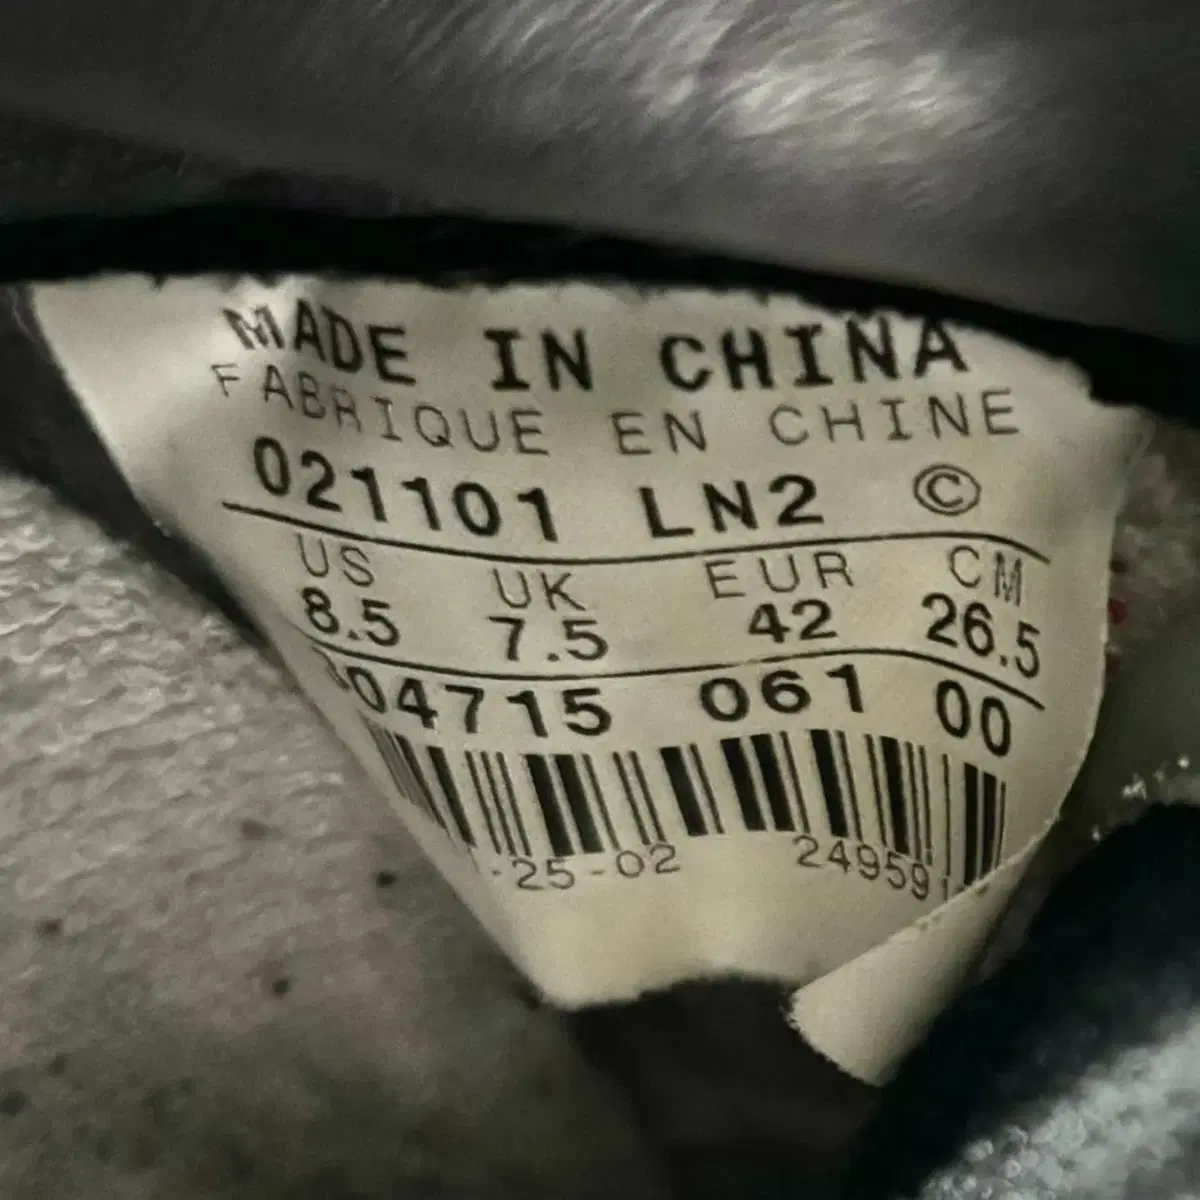 MADE IN CHINA
FABRIQUE EN CHINE
021101 LN2 ©
US UK EUR CM
8.5 7.5 42 26.5
304715 061 00
-25-02 24959